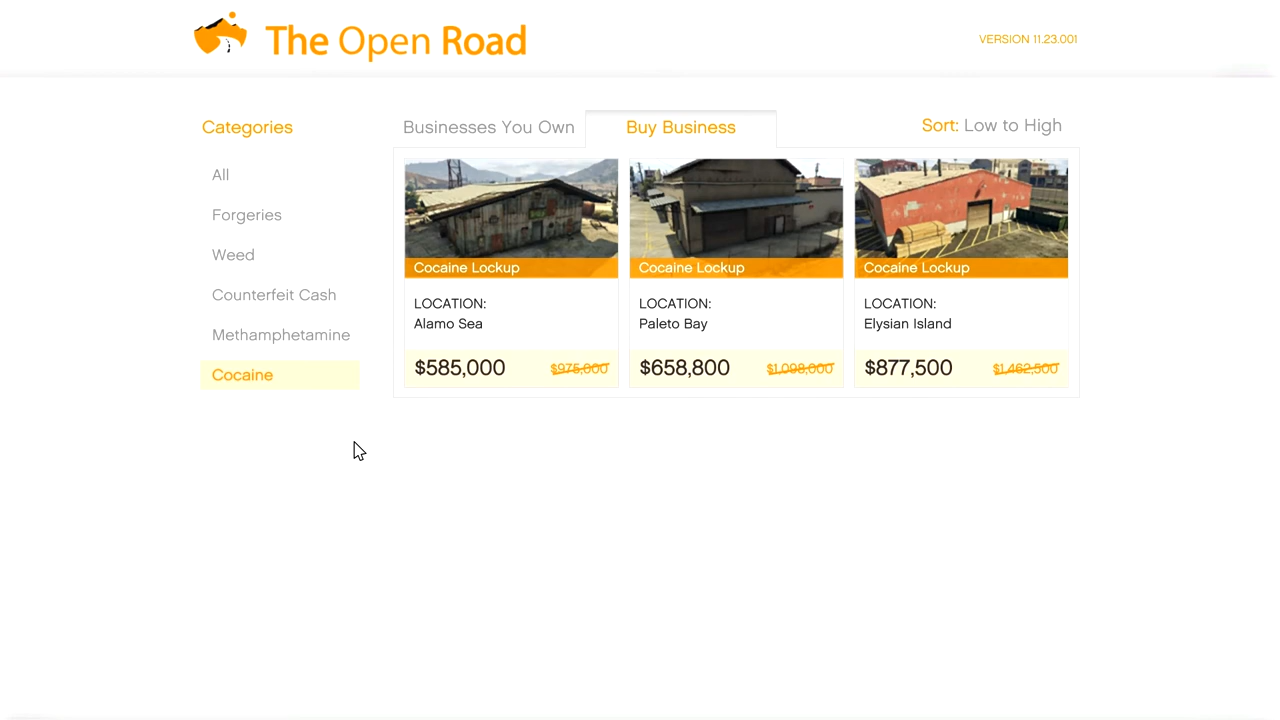 The Open Road
VERSION 11.23.001
Categories
Businesses You Own
Buy Business
Sort: Low to High
All
Forgeries
Weed
Counterfeit Cash
Methamphetamine
Cocaine
Cocaine Lockup
LOCATION:
Alamo Sea
$585,000
$975,000
Cocaine Lockup
LOCATION:
Paleto Bay
$658,800
$1,098,000
Cocaine Lockup
LOCATION:
Elysian Island
$877,500
$1,462,500